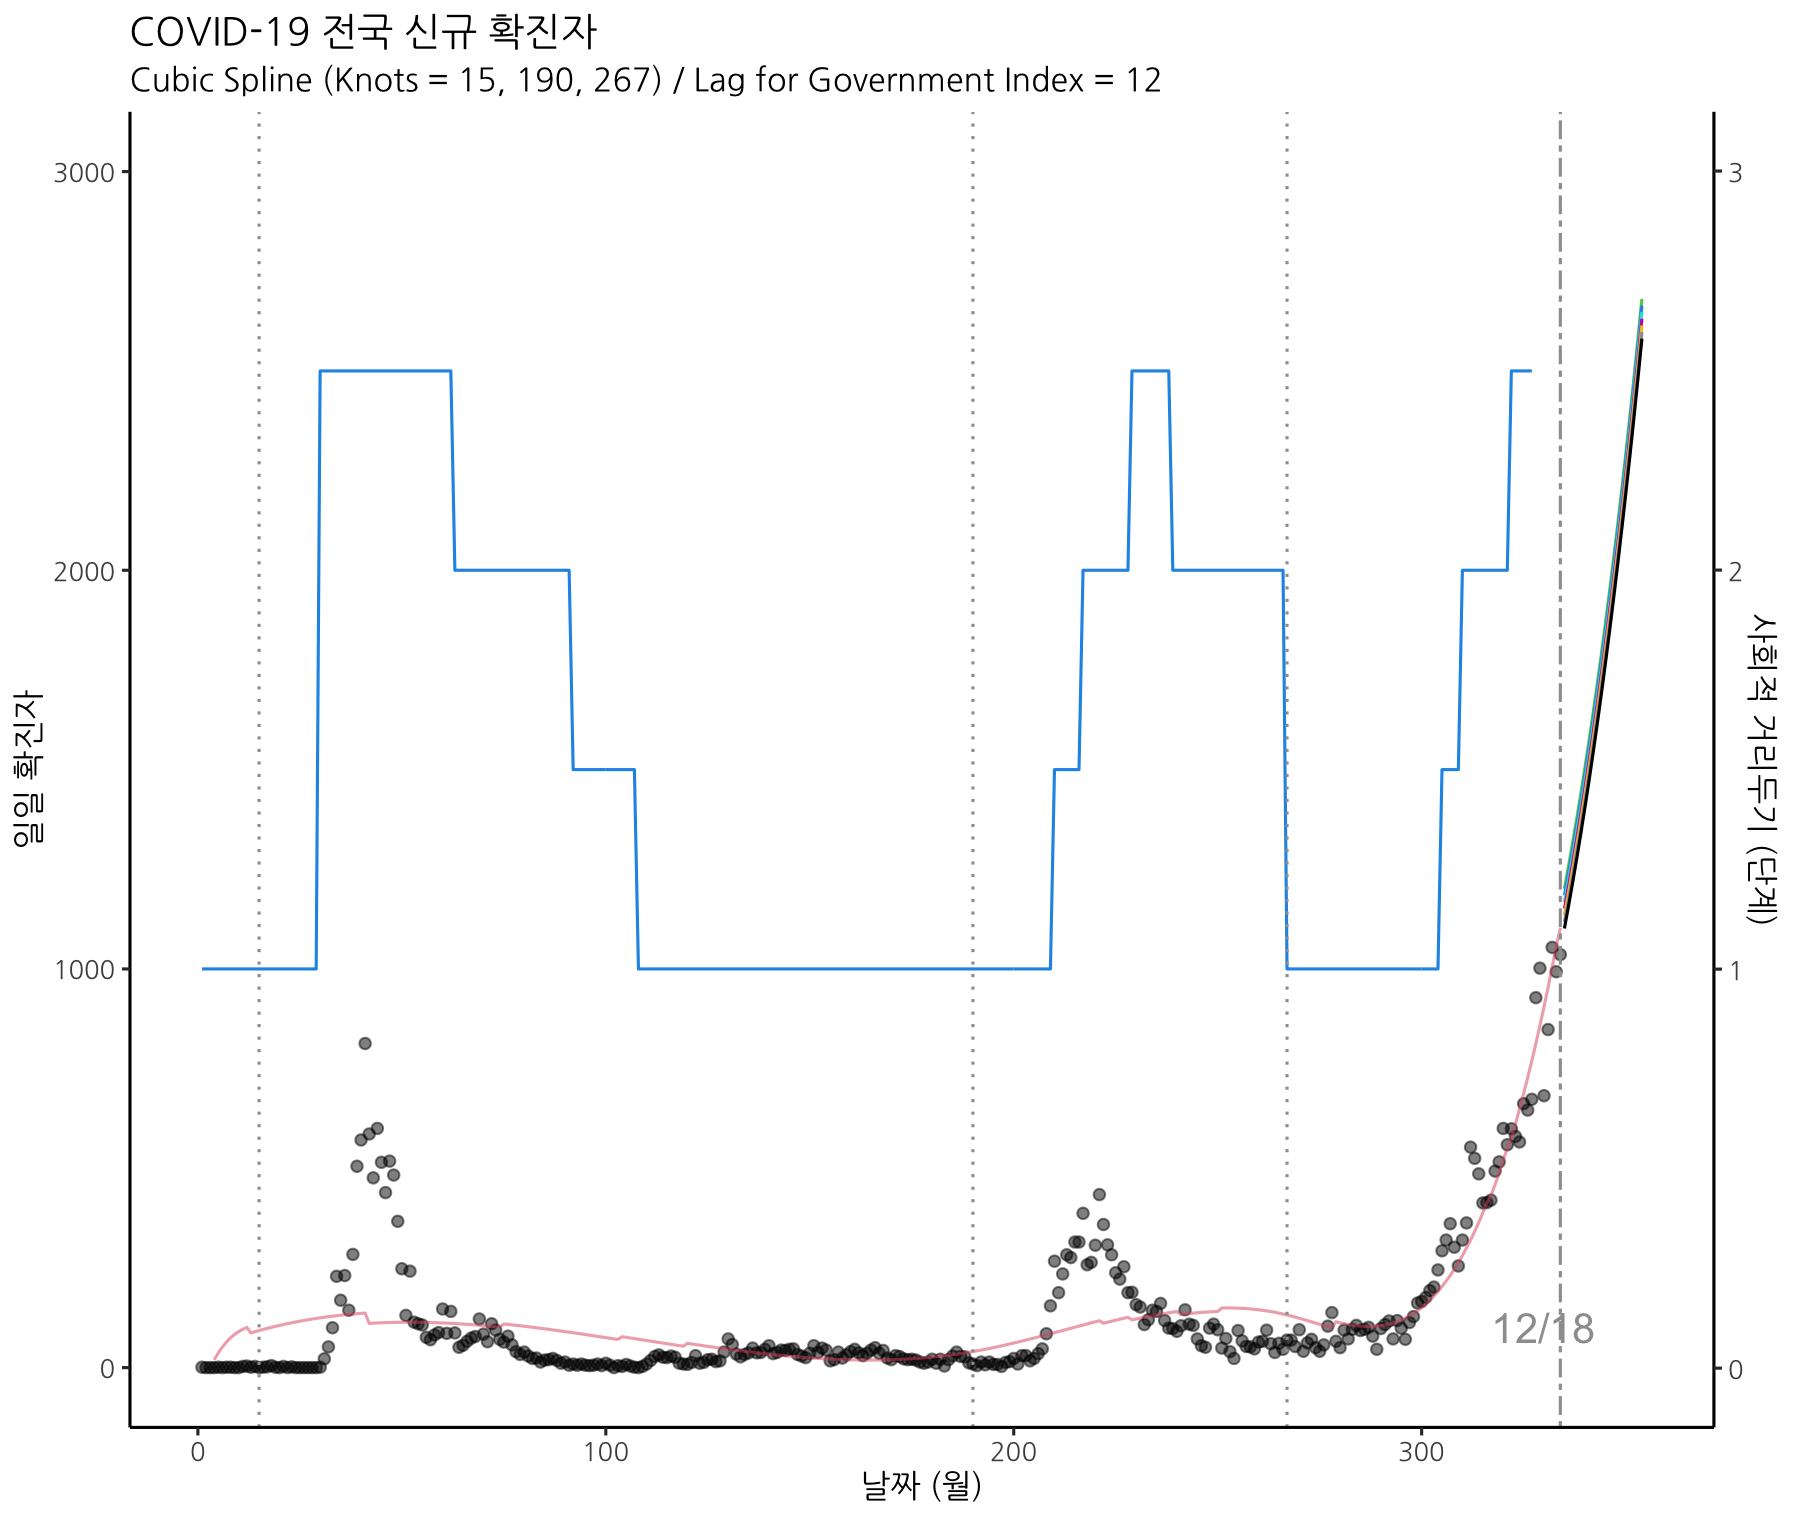 COVID-19 전국 신규 확진자
Cubic Spline (Knots = 15, 190, 267) / Lag for Government Index = 12
3000
2000
1000
0
일일 확진자
3
2
1
0
사회적 거리두기 (단계)
12/18
0
100
200
300
날짜 (월)